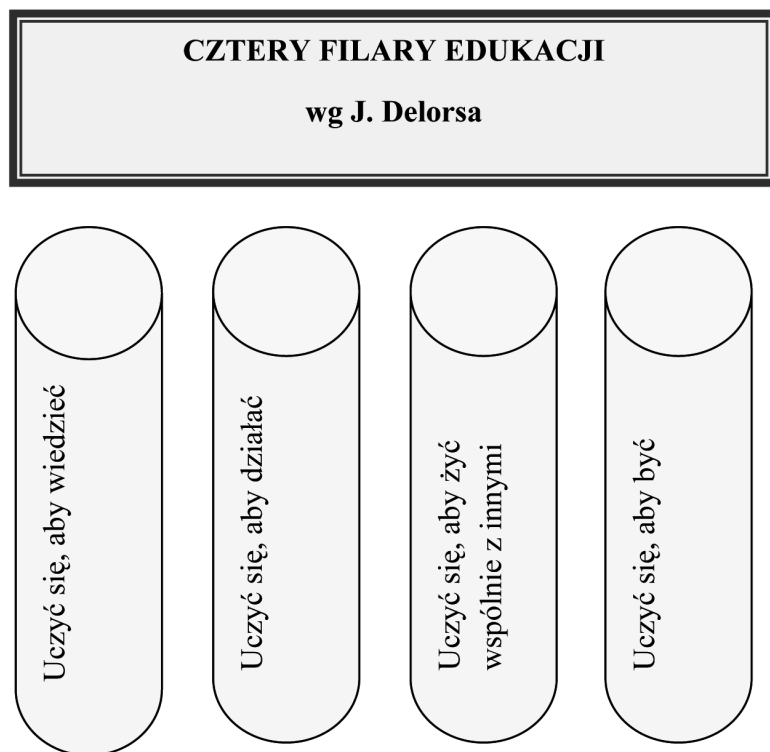 CZTERY FILARY EDUKACJI
wg J. Delorsa
Uczyć się, aby wiedzieć
Uczyć się, aby działać
Uczyć się, aby żyć
wspólnie z innymi
Uczyć się, aby być